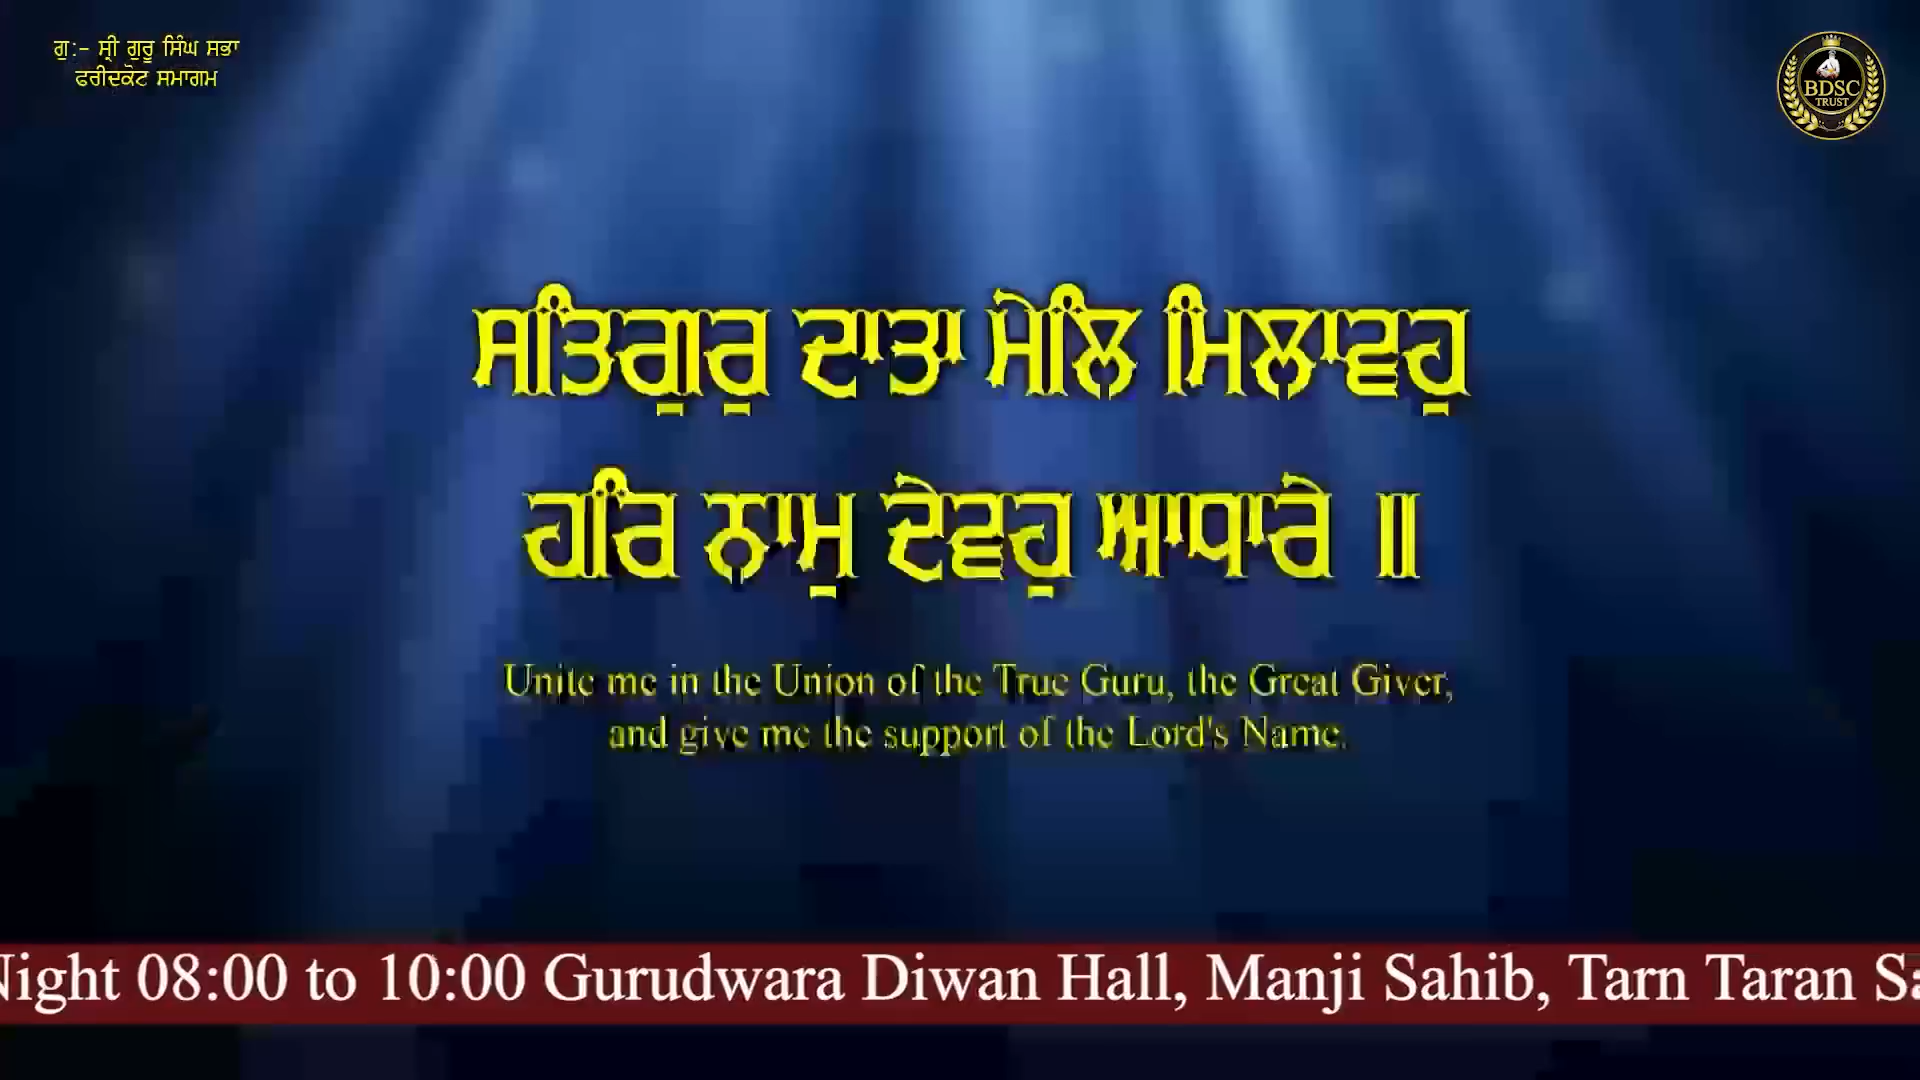 ਗੁ:- ਸ੍ਰੀ ਗੁਰੂ ਸਿੰਘ ਸਭਾ
ਫਰੀਦਕੋਟ ਸਮਾਗਮ
BDSC
TRUST
ਸਤਿਗੁਰੁ ਦਾਤਾ ਮੇਲਿ ਮਿਲਾਵਹੁ
ਹਰਿ ਨਾਮੁ ਦੇਵਹੁ ਆਧਾਰੇ ॥
Unite me in the Union of the True Guru, the Great Giver,
and give me the support of the Lord's Name.
Night 08:00 to 10:00 Gurudwara Diwan Hall, Manji Sahib, Tarn Taran